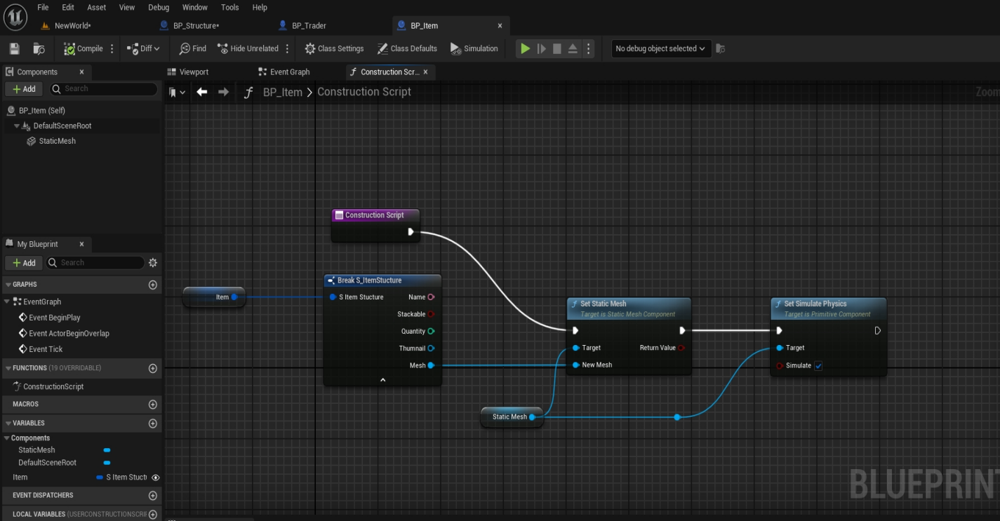 File Edit Asset View Debug Window Tools Help
NewWorld* BP_Structure* BP_Trader BP_Item
Compile Diff Find Hide Unrelated Class Settings Class Defaults Simulation No debug object selected
Components Viewport Event Graph Construction Scr...
Add Search BP_Item Construction Script Zoom
BP_Item (Self)
DefaultSceneRoot
StaticMesh
Construction Script
My Blueprint
Add Search
GRAPHS
EventGraph
Event BeginPlay
Event ActorBeginOverlap
Event Tick
FUNCTIONS (19 OVERRIDABLE)
ConstructionScript
MACROS
VARIABLES
Components
StaticMesh
DefaultSceneRoot
Item S Item Stuct
EVENT DISPATCHERS
LOCAL VARIABLES (USERCONSTRUCTIONSCRIP
Item
Break S_ItemStucture
S Item Stucture Name
Stackable
Quantity
Thumnail
Mesh
Set Static Mesh
Target is Static Mesh Component
Target Return Value
New Mesh
Static Mesh
Set Simulate Physics
Target is Primitive Component
Target
Simulate
BLUEPRINT